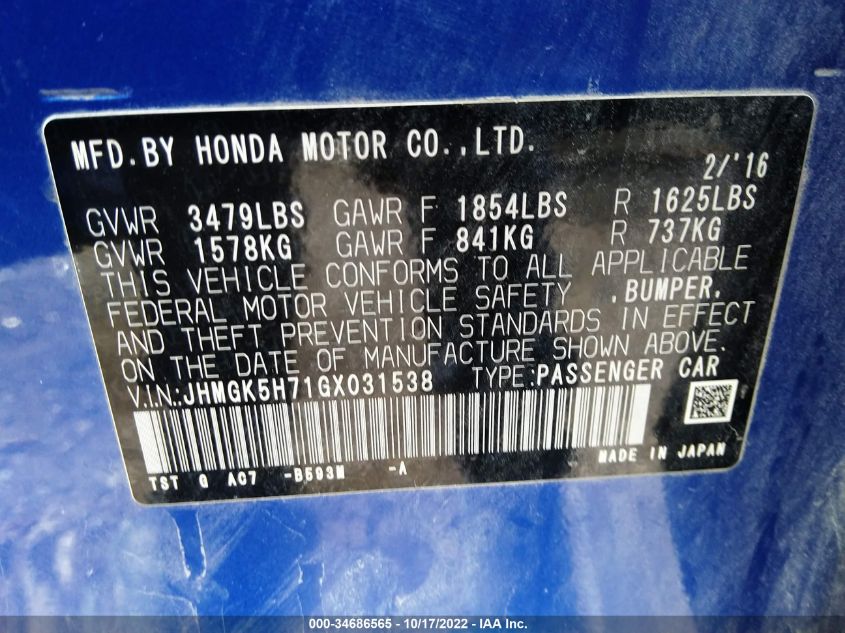 MFD.BY HONDA MOTOR CO.,LTD.
2/'16
GVWR 3479LBS GAWR F 1854LBS R 1625LBS
GVWR 1578KG GAWR F 841KG R 737KG
THIS VEHICLE CONFORMS TO ALL APPLICABLE
FEDERAL MOTOR VEHICLE SAFETY ,BUMPER,
AND THEFT PREVENTION STANDARDS IN EFFECT
ON THE DATE OF MANUFACTURE SHOWN ABOVE.
V.I.N.:JHMGK5H71GX031538 TYPE:PASSENGER CAR
TST G AC7 -B593M -A
MADE IN JAPAN
000-34686565 - 10/17/2022 - IAA Inc.